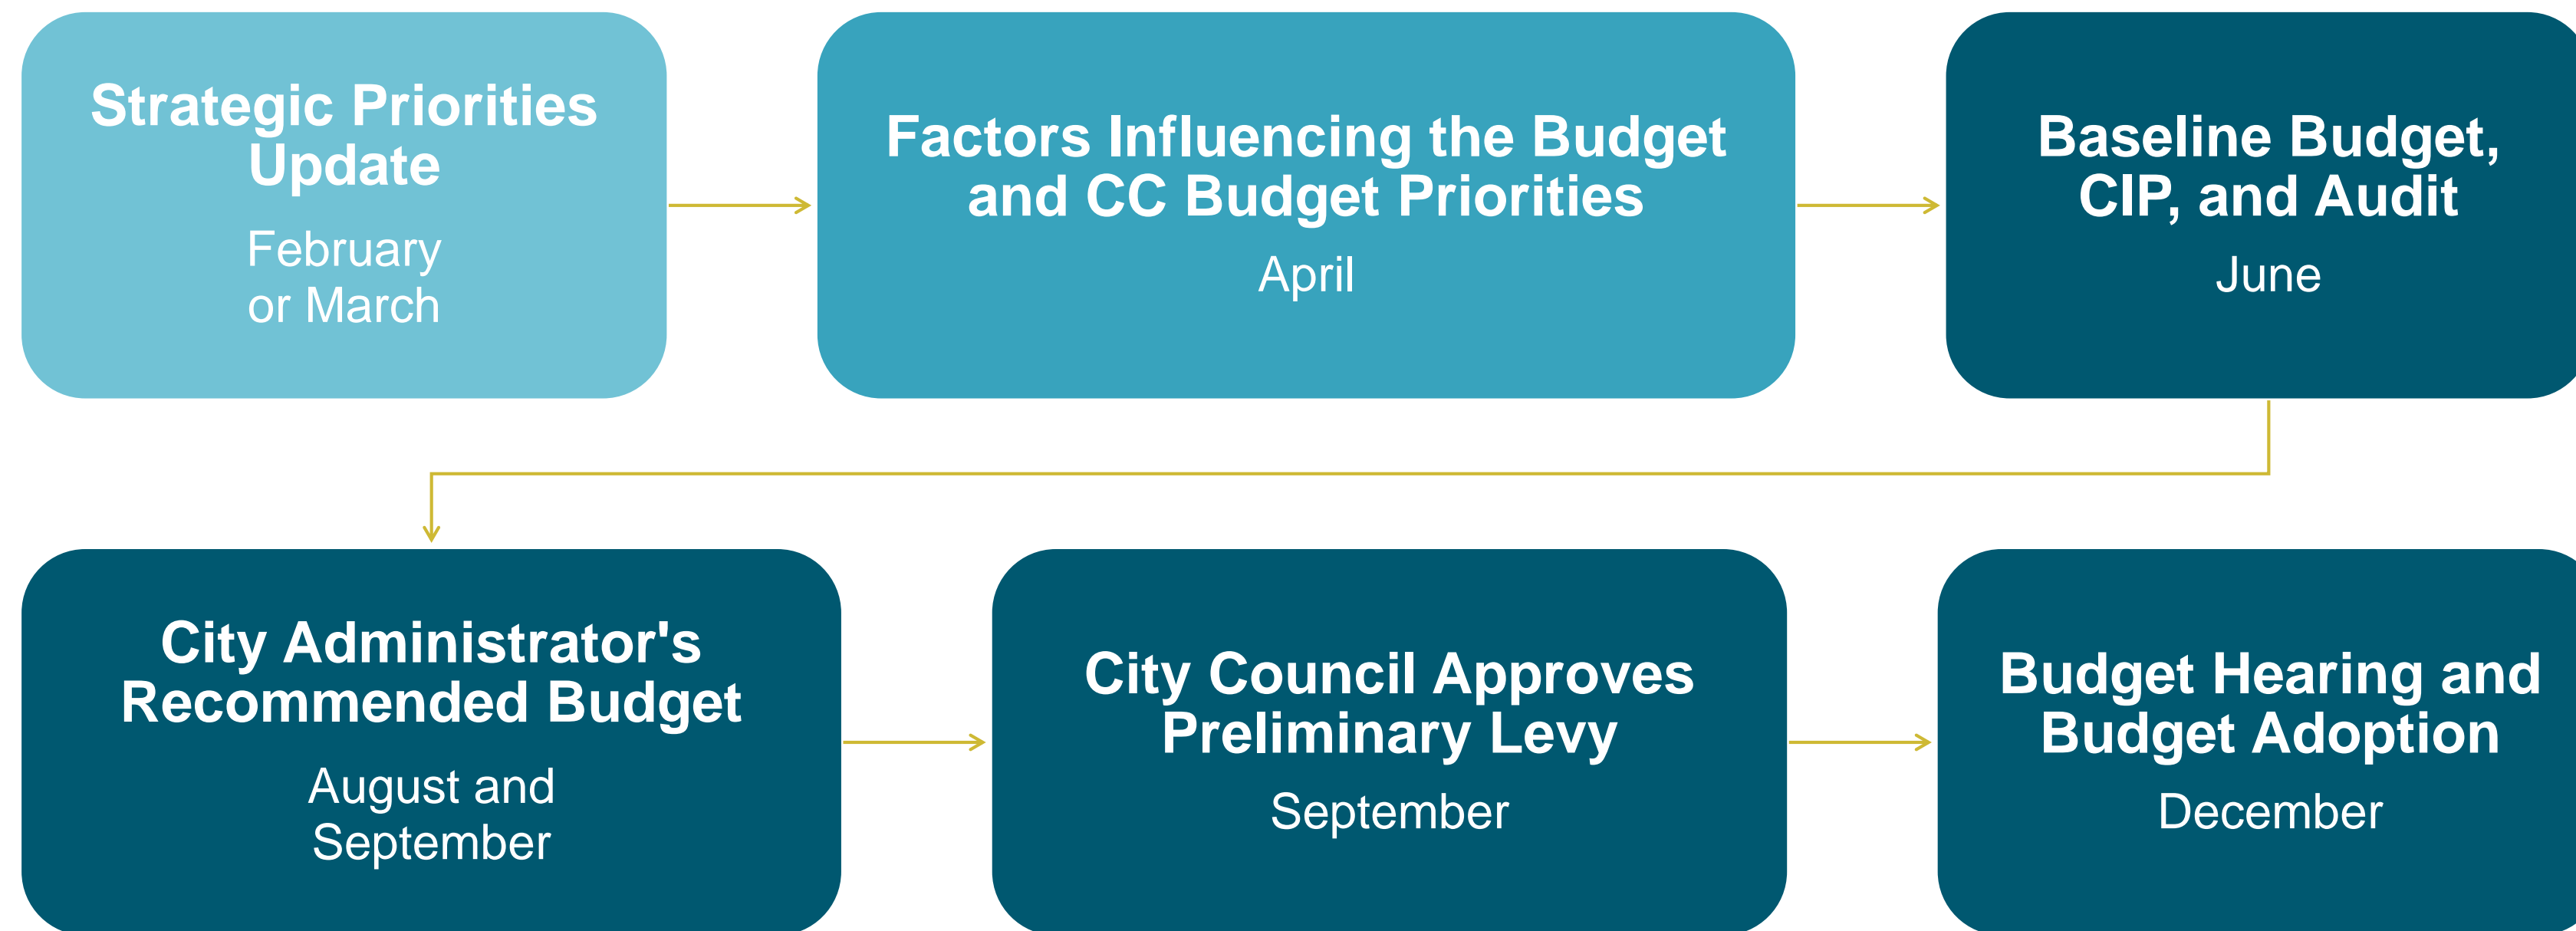 Strategic Priorities
Update
February
or March
Factors Influencing the Budget
and CC Budget Priorities
April
Baseline Budget,
CIP, and Audit
June
City Administrator's
Recommended Budget
August and
September
City Council Approves
Preliminary Levy
September
Budget Hearing and
Budget Adoption
December